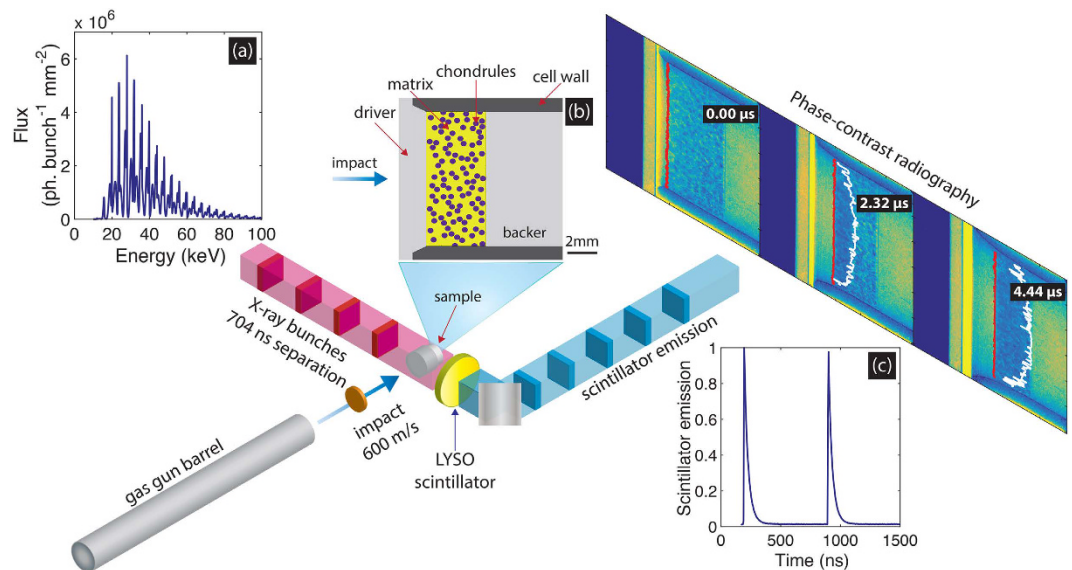 x 10⁶
(a)
6
4
2
0
0 20 40 60 80 100
Flux
(ph. bunch⁻¹ mm⁻²)
Energy (keV)
matrix
chondrules
cell wall
driver
(b)
impact
backer
2mm
0.00 µs
2.32 µs
4.44 µs
Phase-contrast radiography
X-ray bunches
704 ns separation
sample
scintillator emission
impact
600 m/s
gas gun barrel
LYSO
scintillator
(c)
1
0.8
0.6
0.4
0.2
0
0 500 1000 1500
Scintillator emission
Time (ns)